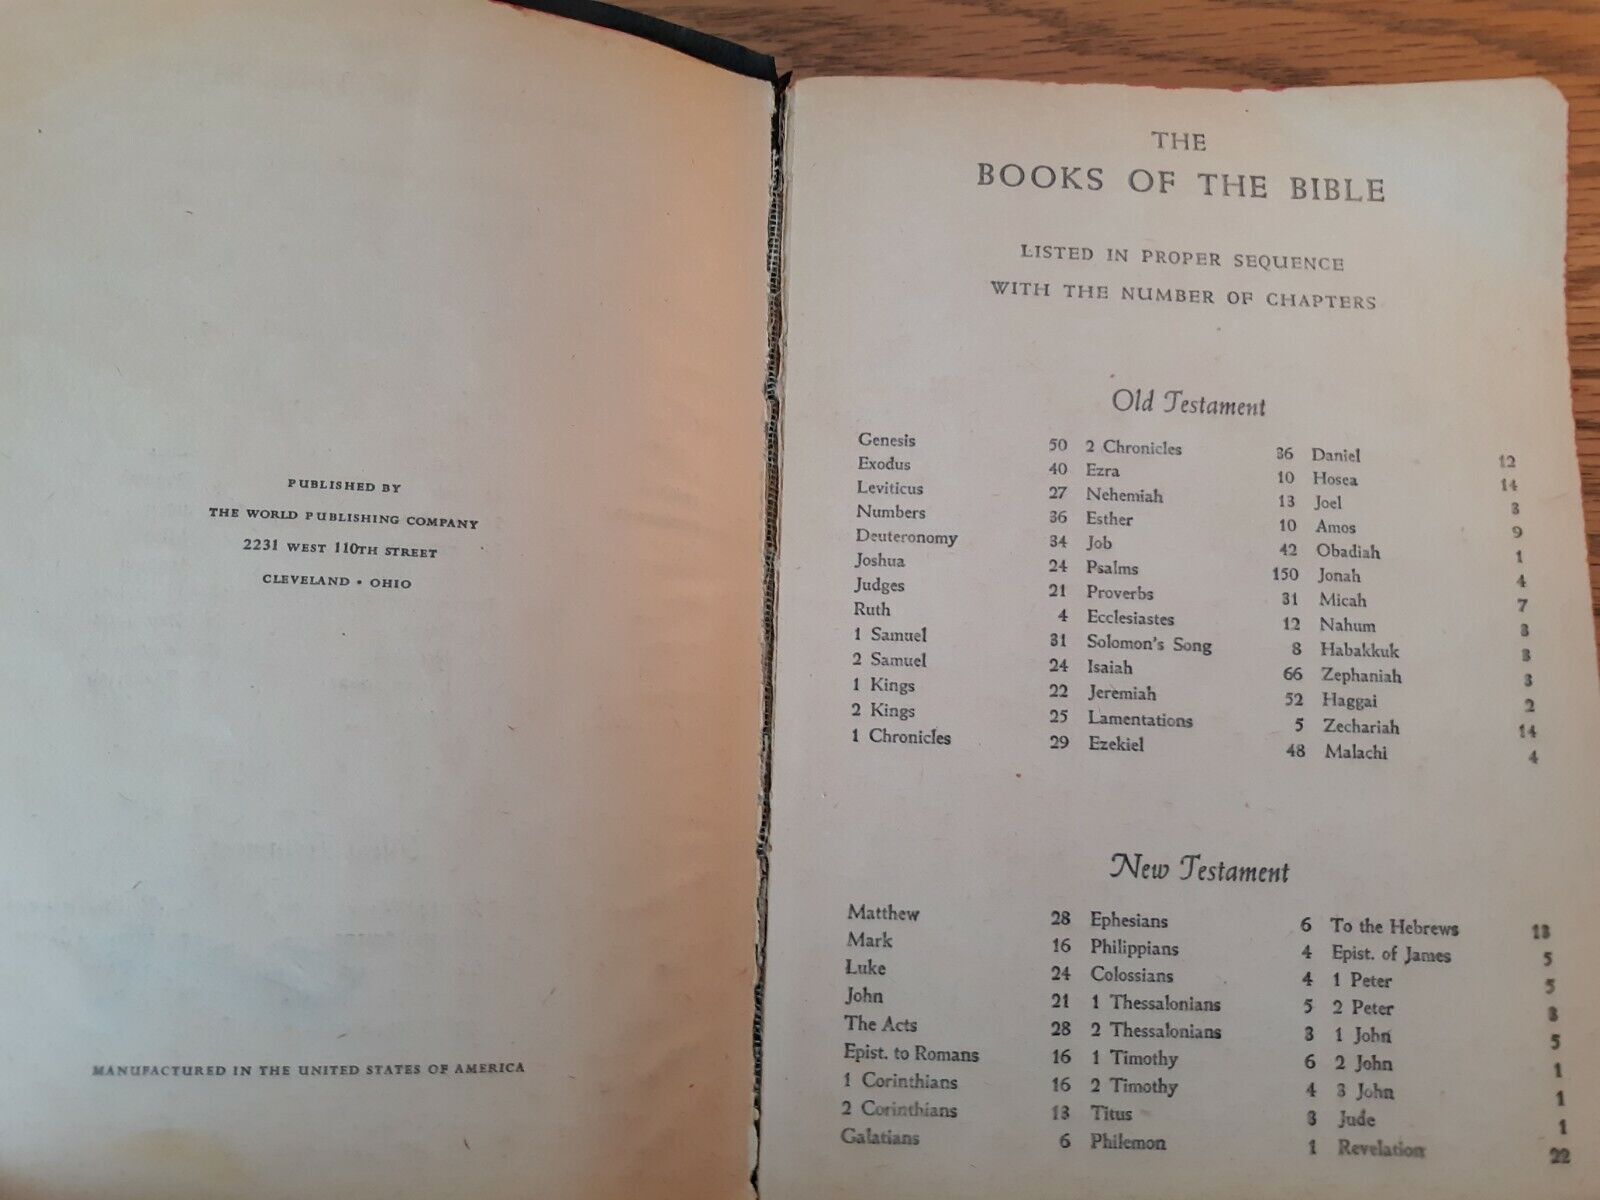 PUBLISHED BY
THE WORLD PUBLISHING COMPANY
2231 WEST 110TH STREET
CLEVELAND • OHIO
MANUFACTURED IN THE UNITED STATES OF AMERICA
THE
BOOKS OF THE BIBLE
LISTED IN PROPER SEQUENCE
WITH THE NUMBER OF CHAPTERS
Old Testament
Genesis 50 2 Chronicles 36 Daniel 12
Exodus 40 Ezra 10 Hosea 14
Leviticus 27 Nehemiah 13 Joel 3
Numbers 36 Esther 10 Amos 9
Deuteronomy 34 Job 42 Obadiah 1
Joshua 24 Psalms 150 Jonah 4
Judges 21 Proverbs 31 Micah 7
Ruth 4 Ecclesiastes 12 Nahum 3
1 Samuel 31 Solomon's Song 8 Habakkuk 3
2 Samuel 24 Isaiah 66 Zephaniah 3
1 Kings 22 Jeremiah 52 Haggai 2
2 Kings 25 Lamentations 5 Zechariah 14
1 Chronicles 29 Ezekiel 48 Malachi 4
New Testament
Matthew 28 Ephesians 6 To the Hebrews 13
Mark 16 Philippians 4 Epist. of James 5
Luke 24 Colossians 4 1 Peter 5
John 21 1 Thessalonians 5 2 Peter 3
The Acts 28 2 Thessalonians 3 1 John 5
Epist. to Romans 16 1 Timothy 6 2 John 1
1 Corinthians 16 2 Timothy 4 3 John 1
2 Corinthians 13 Titus 3 Jude 1
Galatians 6 Philemon 1 Revelation 22